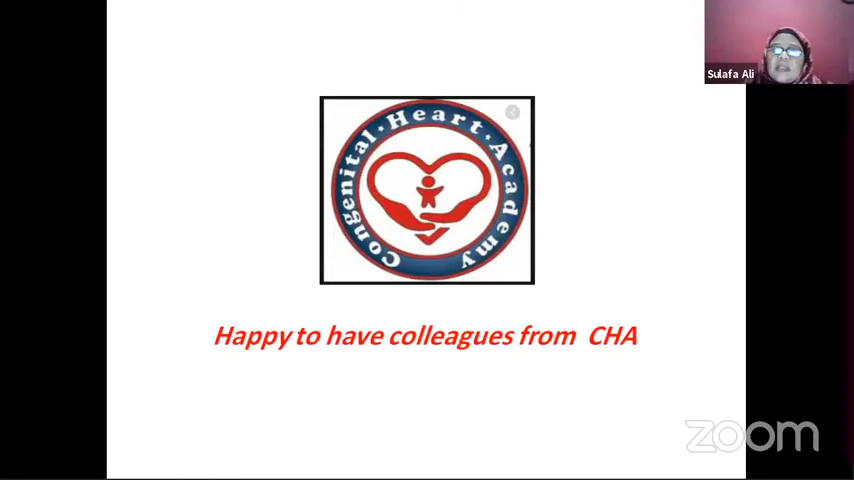 Sulafa Ali
Congenital · Heart · Academy
Happy to have colleagues from CHA
zoom